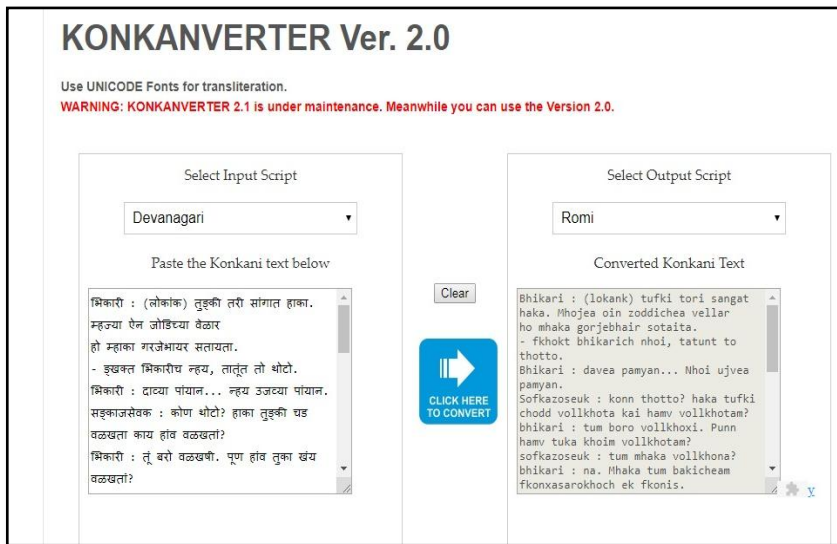 KONKANVERTER Ver. 2.0
Use UNICODE Fonts for transliteration.
WARNING: KONKANVERTER 2.1 is under maintenance. Meanwhile you can use the Version 2.0.
Select Input Script
Devanagari
Paste the Konkani text below
भिकारी : (लोकांक) तुइकी तरी सांगात हाका.
म्हज्या ऐन जोडिच्या वेळार
हो म्हाका गरजेभायर सतायता.
- इखक्त भिकारीच न्हय, तातूंत तो थोटो.
भिकारी : दाव्या पांयान... न्हय उजव्या पांयान.
सइकाजसेवक : कोण थोटो? हाका तुइकी चड
वळखता काय हांव वळखतां?
भिकारी : तूं बरो वळखषी. पूण हांव तुका खंय
वळखतां?
Clear
CLICK HERE
TO CONVERT
Select Output Script
Romi
Converted Konkani Text
Bhikari : (lokank) tufki tori sangat
haka. Mhojea oin zoddichea vellar
ho mhaka gorjebhair sotaita.
- fkhokt bhikarich nhoi, tatunt to
thotto.
Bhikari : davea pamyan... Nhoi ujvea
pamyan.
Sofkazoseuk : konn thotto? haka tufki
chodd vollkhota kai hamv vollkhotam?
bhikari : tum boro vollkhoxi. Punn
hamv tuka khoim vollkhotam?
sofkazoseuk : tum mhaka vollkhona?
bhikari : na. Mhaka tum bakicheam
fkonxasarokhoch ek fkonis.
y